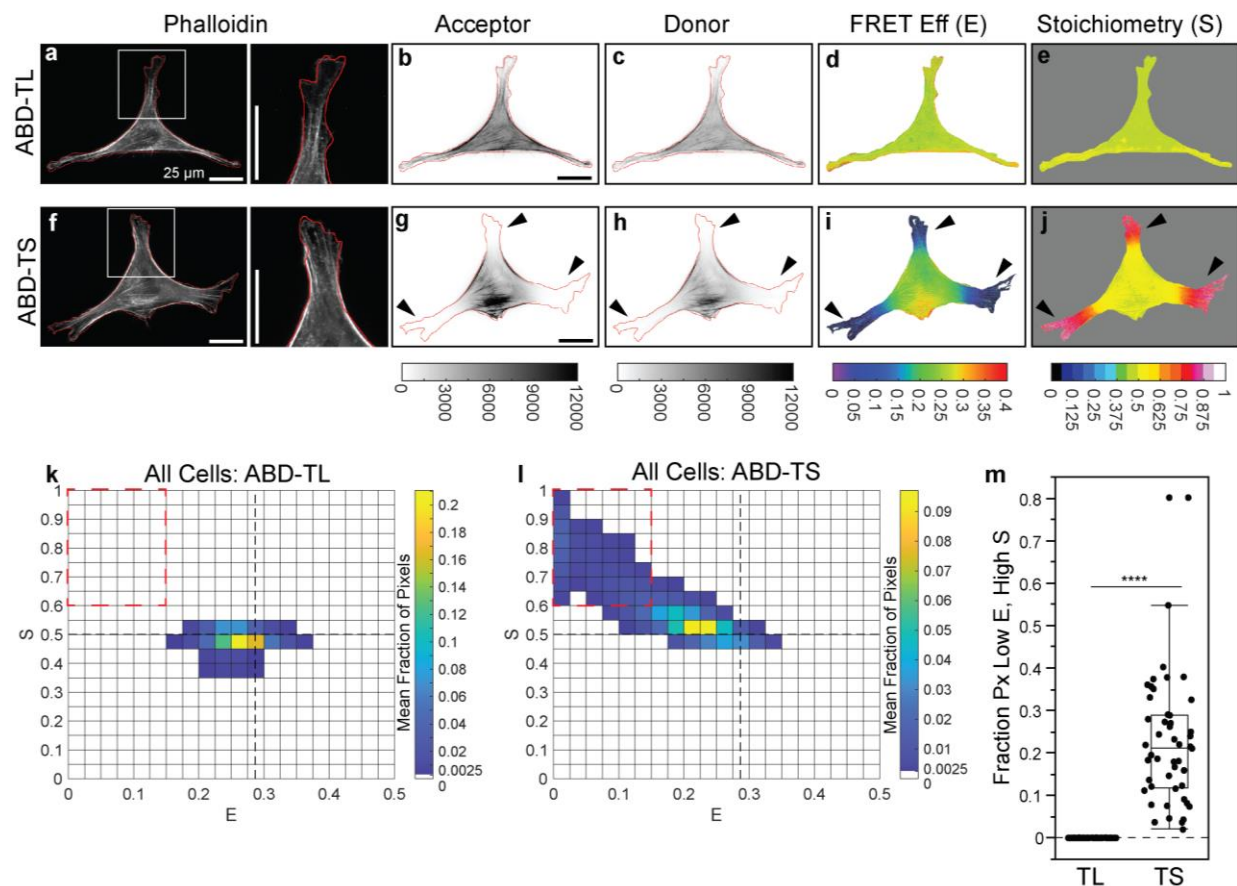 Phalloidin Acceptor Donor FRET Eff (E) Stoichiometry (S)
ABD-TL
a b c d e
25 µm
ABD-TS
f g h i j
0 3000 6000 9000 12000
0 3000 6000 9000 12000
0 0.05 0.1 0.15 0.2 0.25 0.3 0.35 0.4
0 0.125 0.25 0.375 0.5 0.625 0.75 0.875 1
k All Cells: ABD-TL
1
0.9
0.8
0.7
0.6
0.5
0.4
0.3
0.2
0.1
0
S
0 0.1 0.2 0.3 0.4 0.5
E
0.2
0.18
0.16
0.14
0.12
0.10
0.08
0.06
0.04
0.02
0.0025
0
Mean Fraction of Pixels
l All Cells: ABD-TS
1
0.9
0.8
0.7
0.6
0.5
0.4
0.3
0.2
0.1
0
S
0 0.1 0.2 0.3 0.4 0.5
E
0.09
0.08
0.07
0.06
0.05
0.04
0.03
0.02
0.01
0.0025
0
Mean Fraction of Pixels
m
Fraction Px Low E, High S
0.8
0.7
0.6
0.5
0.4
0.3
0.2
0.1
0
****
TL TS